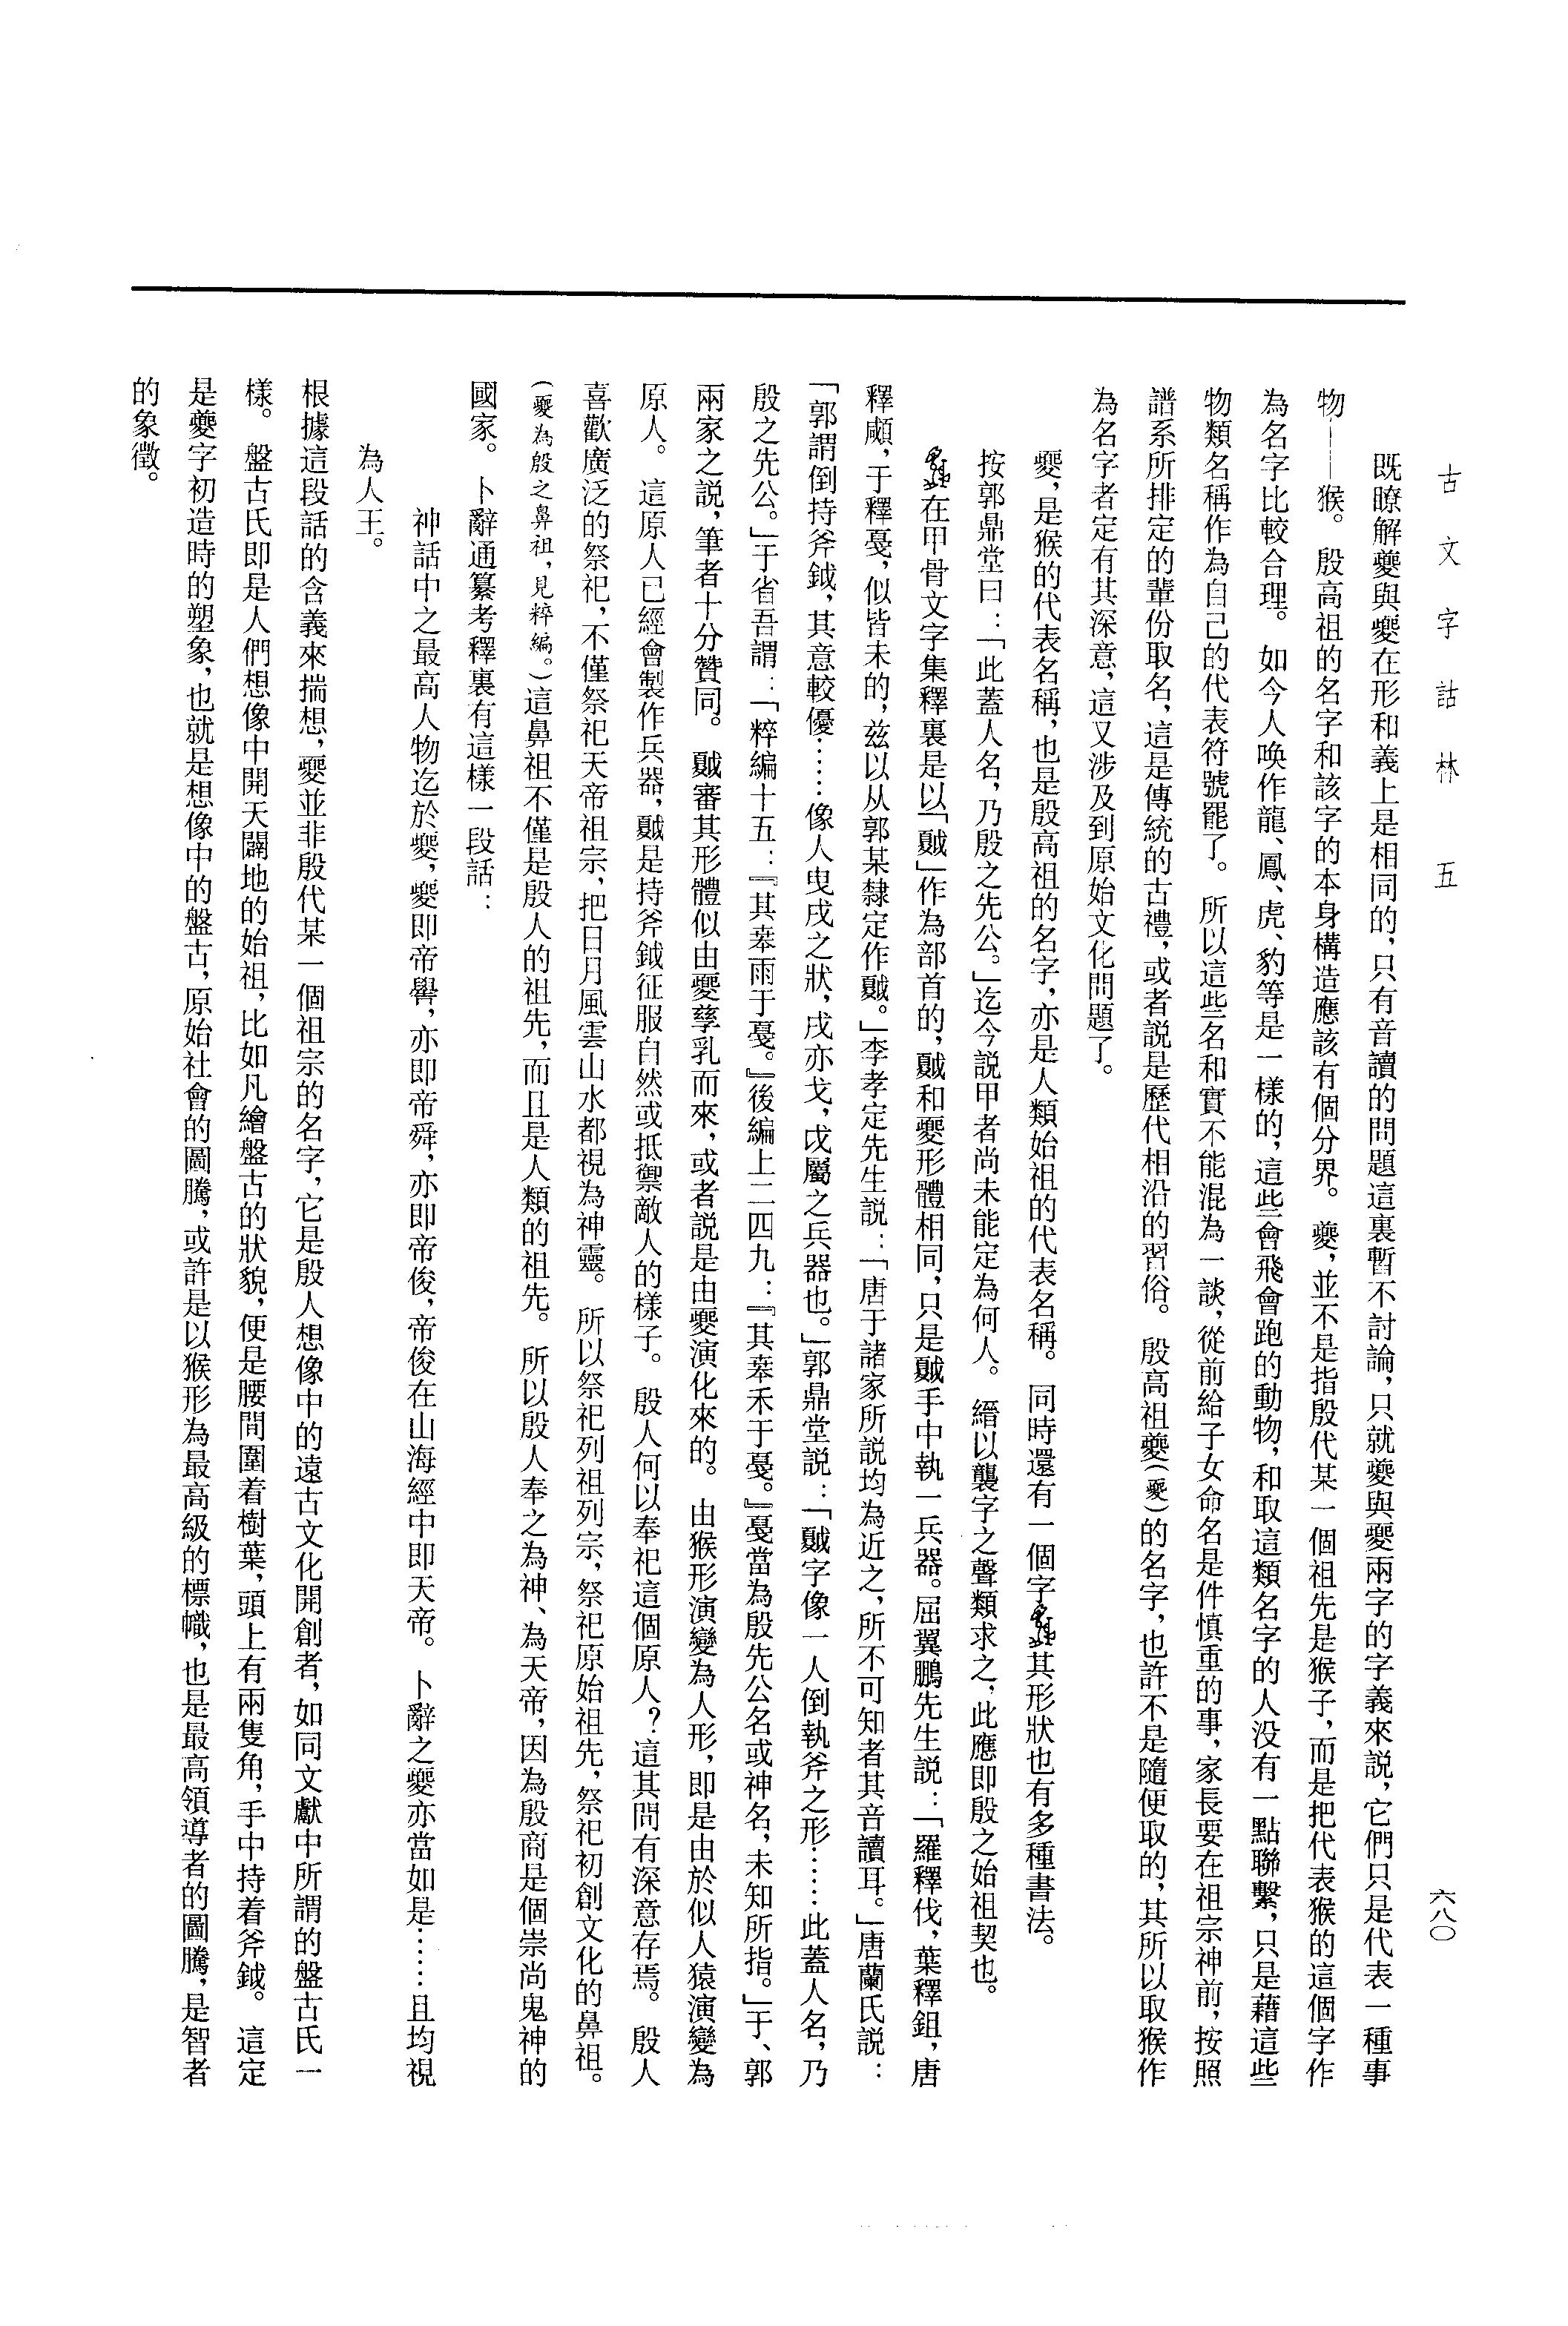 古文字詁林 五
六八〇
既瞭解夔與夒在形和義上是相同的，只有音讀的問題這裏暫不討論，只就夔與夒兩字的字義來説，它們只是代表一種事
物——猴。殷高祖的名字和該字的本身構造應該有個分界。夒，並不是指殷代某一個祖先是猴子，而是把代表猴的這個字作
為名字比較合理。如今人唤作龍、鳳、虎、豹等是一樣的，這些會飛會跑的動物，和取這類名字的人没有一點聯繫，只是藉這些
物類名稱作為自己的代表符號罷了。所以這些名和實不能混為一談，從前給子女命名是件慎重的事，家長要在祖宗神前，按照
譜系所排定的輩份取名，這是傳統的古禮，或者説是歷代相沿的習俗。殷高祖夔（夒）的名字，也許不是隨便取的，其所以取猴作
為名字者定有其深意，這又涉及到原始文化問題了。
夒，是猴的代表名稱，也是殷高祖的名字，亦是人類始祖的代表名稱。同時還有一個字其形狀也有多種書法。
按郭鼎堂曰：「此蓋人名，乃殷之先公。」迄今説甲者尚未能定為何人。縉以龔字之聲類求之，此應即殷之始祖契也。
在甲骨文字集釋裏是以「」作為部首的，和夒形體相同，只是手中執一兵器。屈翼鵬先生説：「羅釋伐，葉釋鉏，唐
釋，于釋戞，似皆未的，兹以从郭某隸定作。」李孝定先生説：「唐于諸家所説均為近之，所不可知者其音讀耳。」唐蘭氏説：
「郭謂倒持斧鉞，其意較優……像人曳戌之狀，戌亦戈，戉屬之兵器也。」郭鼎堂説：「字像一人倒執斧之形……此蓋人名，乃
殷之先公。」于省吾謂：「粹編十五：『其雨于戞。』後編上二四九：『其禾于戞。』戞當為殷先公名或神名，未知所指。」于、郭
兩家之説，筆者十分贊同。審其形體似由夒孳乳而來，或者説是由夒演化來的。由猴形演變為人形，即是由於似人猿演變為
原人。這原人已經會製作兵器，是持斧鉞征服自然或抵禦敵人的樣子。殷人何以奉祀這個原人？這其問有深意存焉。殷人
喜歡廣泛的祭祀，不僅祭祀天帝祖宗，把日月風雲山水都視為神靈。所以祭祀列祖列宗，祭祀原始祖先，祭祀初創文化的鼻祖。
（夒為殷之鼻祖，見粹編。）這鼻祖不僅是殷人的祖先，而且是人類的祖先。所以殷人奉之為神、為天帝，因為殷商是個崇尚鬼神的
國家。卜辭通纂考釋裏有這樣一段話：
神話中之最高人物迄於夒，夒即帝嚳，亦即帝舜，亦即帝俊，帝俊在山海經中即天帝。卜辭之夒亦當如是……且均視
為人王。
根據這段話的含義來揣想，夒並非殷代某一個祖宗的名字，它是殷人想像中的遠古文化開創者，如同文獻中所謂的盤古氏一
樣。盤古氏即是人們想像中開天闢地的始祖，比如凡繪盤古的狀貌，便是腰間圍着樹葉，頭上有兩隻角，手中持着斧鉞。這定
是夔字初造時的塑象，也就是想像中的盤古，原始社會的圖騰，或許是以猴形為最高級的標幟，也是最高領導者的圖騰，是智者
的象徵。